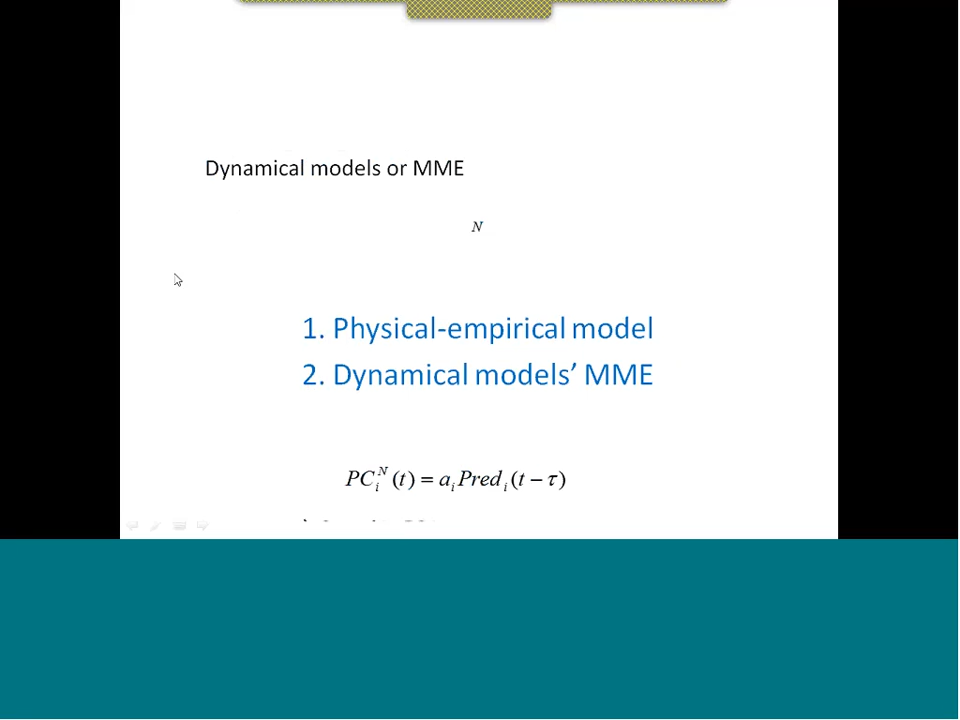 Dynamical models or MME
N
1. Physical-empirical model
2. Dynamical models’ MME
PC_i^N(t) = a_i Pred_i(t − τ)